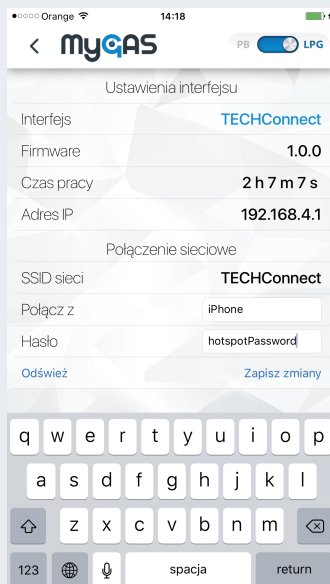 Orange 14:18
MyGAS PB LPG
Ustawienia interfejsu
Interfejs TECHConnect
Firmware 1.0.0
Czas pracy 2 h 7 m 7 s
Adres IP 192.168.4.1
Połączenie sieciowe
SSID sieci TECHConnect
Połącz z iPhone
Hasło hotspotPassword
Odśwież Zapisz zmiany
q w e r t y u i o p
a s d f g h j k l
z x c v b n m
123 spacja return